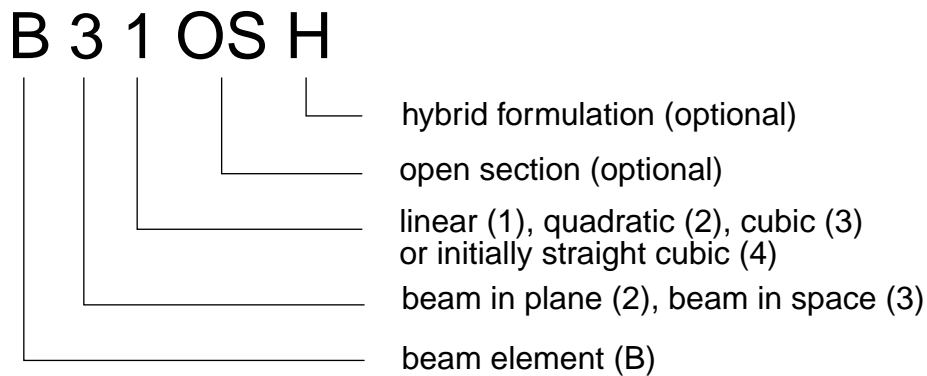 B 3 1 OS H
hybrid formulation (optional)
open section (optional)
linear (1), quadratic (2), cubic (3)
or initially straight cubic (4)
beam in plane (2), beam in space (3)
beam element (B)